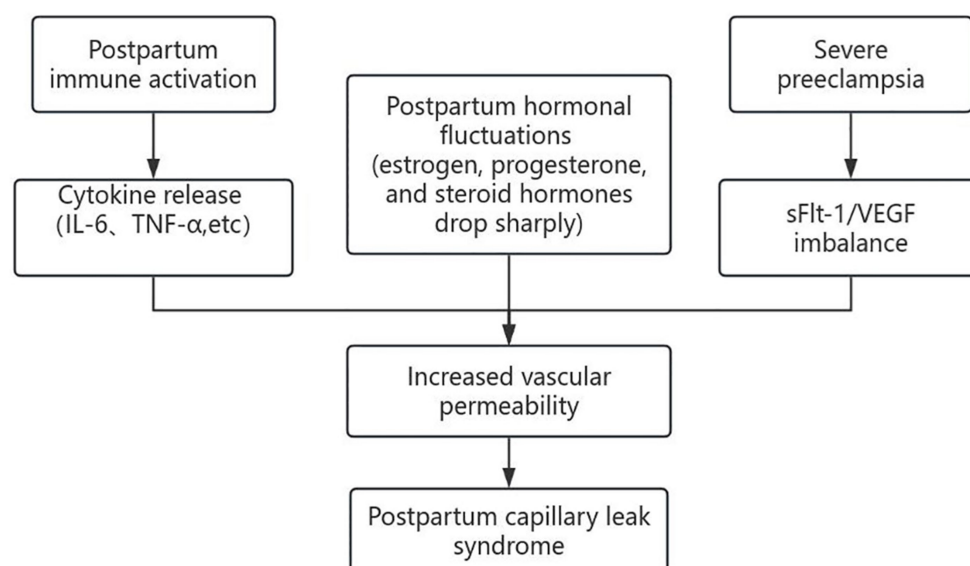 Postpartum
immune activation
Severe
preeclampsia
Postpartum hormonal
fluctuations
(estrogen, progesterone,
and steroid hormones
drop sharply)
Cytokine release
(IL-6、TNF-α,etc)
sFlt-1/VEGF
imbalance
Increased vascular
permeability
Postpartum capillary leak
syndrome